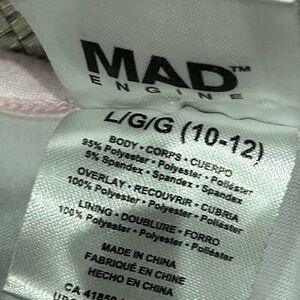 MAD™
ENGINE
L/G/G (10-12)
BODY • CORPS • CUERPO
95% Polyester • Polyester • Poliéster
5% Spandex • Spandex • Spandex
OVERLAY • RECOUVRIR • CUBRIA
100% Polyester • Polyester • Poliéster
LINING • DOUBLURE • FORRO
100% Polyester • Polyester • Poliéster
MADE IN CHINA
FABRIQUÉ EN CHINE
HECHO EN CHINA
CA 41850